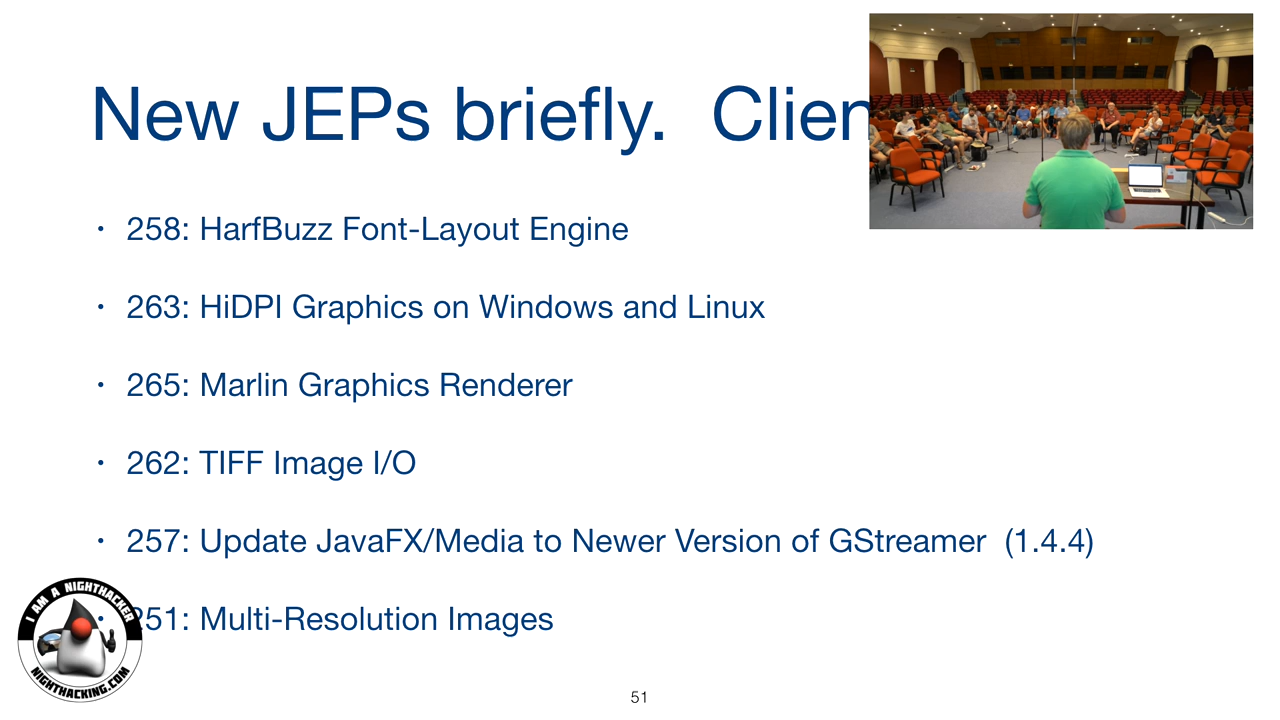 New JEPs briefly. Clien
• 258: HarfBuzz Font-Layout Engine
• 263: HiDPI Graphics on Windows and Linux
• 265: Marlin Graphics Renderer
• 262: TIFF Image I/O
• 257: Update JavaFX/Media to Newer Version of GStreamer (1.4.4)
• 251: Multi-Resolution Images
I AM A NIGHTHACKER
NIGHTHACKING.COM
51